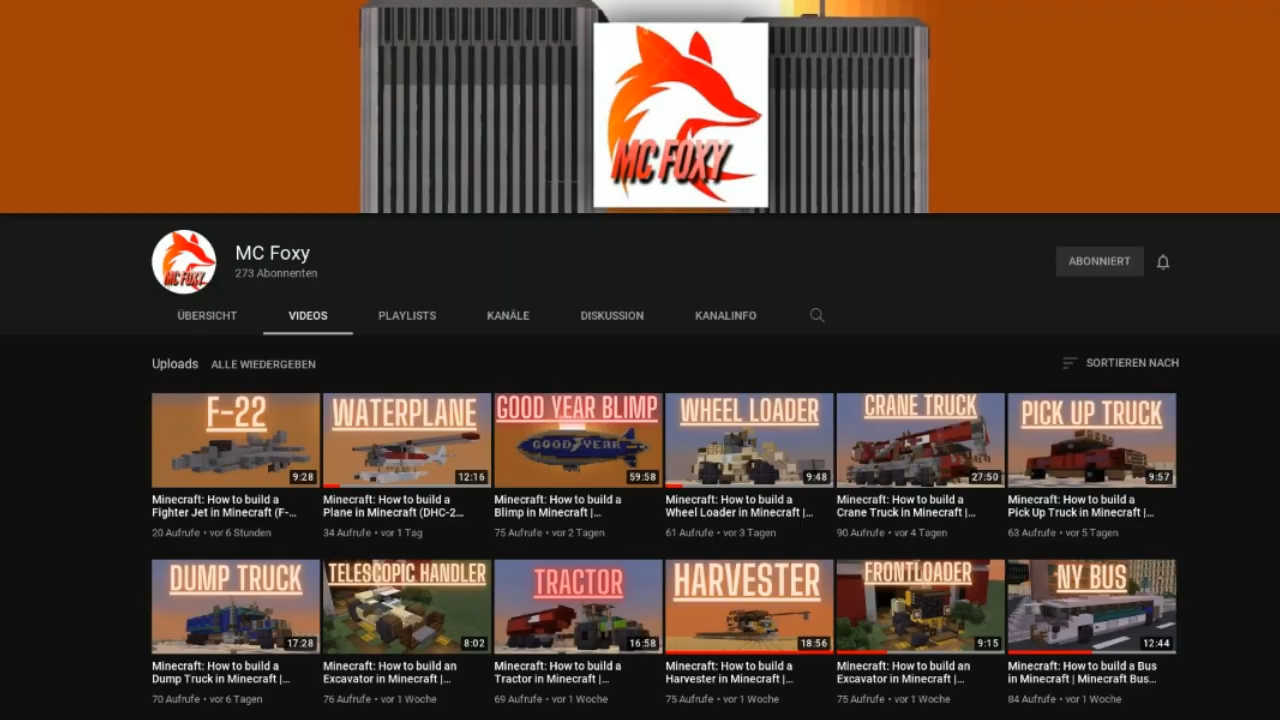 MC FOXY
MC FOXY
MC Foxy
273 Abonnenten
ABONNIERT
ÜBERSICHT VIDEOS PLAYLISTS KANÄLE DISKUSSION KANALINFO
Uploads ALLE WIEDERGEBEN SORTIEREN NACH
F-22
9:28
Minecraft: How to build a
Fighter Jet in Minecraft (F-...
20 Aufrufe • vor 6 Stunden
WATERPLANE
12:16
Minecraft: How to build a
Plane in Minecraft (DHC-2...
34 Aufrufe • vor 1 Tag
GOOD YEAR BLIMP
GOOD YEAR
59:58
Minecraft: How to build a
Blimp in Minecraft |...
75 Aufrufe • vor 2 Tagen
WHEEL LOADER
9:48
Minecraft: How to build a
Wheel Loader in Minecraft |...
61 Aufrufe • vor 3 Tagen
CRANE TRUCK
27:50
Minecraft: How to build a
Crane Truck in Minecraft |...
90 Aufrufe • vor 4 Tagen
PICK UP TRUCK
9:57
Minecraft: How to build a
Pick Up Truck in Minecraft |...
63 Aufrufe • vor 5 Tagen
DUMP TRUCK
17:28
Minecraft: How to build a
Dump Truck in Minecraft |...
70 Aufrufe • vor 6 Tagen
TELESCOPIC HANDLER
8:02
Minecraft: How to build an
Excavator in Minecraft |...
76 Aufrufe • vor 1 Woche
TRACTOR
16:58
Minecraft: How to build a
Tractor in Minecraft |...
69 Aufrufe • vor 1 Woche
HARVESTER
18:56
Minecraft: How to build a
Harvester in Minecraft |...
75 Aufrufe • vor 1 Woche
FRONTLOADER
9:15
Minecraft: How to build an
Excavator in Minecraft |...
75 Aufrufe • vor 1 Woche
NY BUS
12:44
Minecraft: How to build a Bus
in Minecraft | Minecraft Bus...
84 Aufrufe • vor 1 Woche